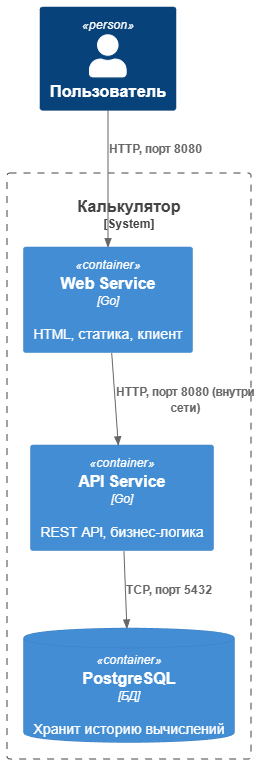 «person»
Пользователь
HTTP, порт 8080
Калькулятор
[System]
«container»
Web Service
[Go]
HTML, статика, клиент
HTTP, порт 8080 (внутри
сети)
«container»
API Service
[Go]
REST API, бизнес-логика
TCP, порт 5432
«container»
PostgreSQL
[БД]
Хранит историю вычислений